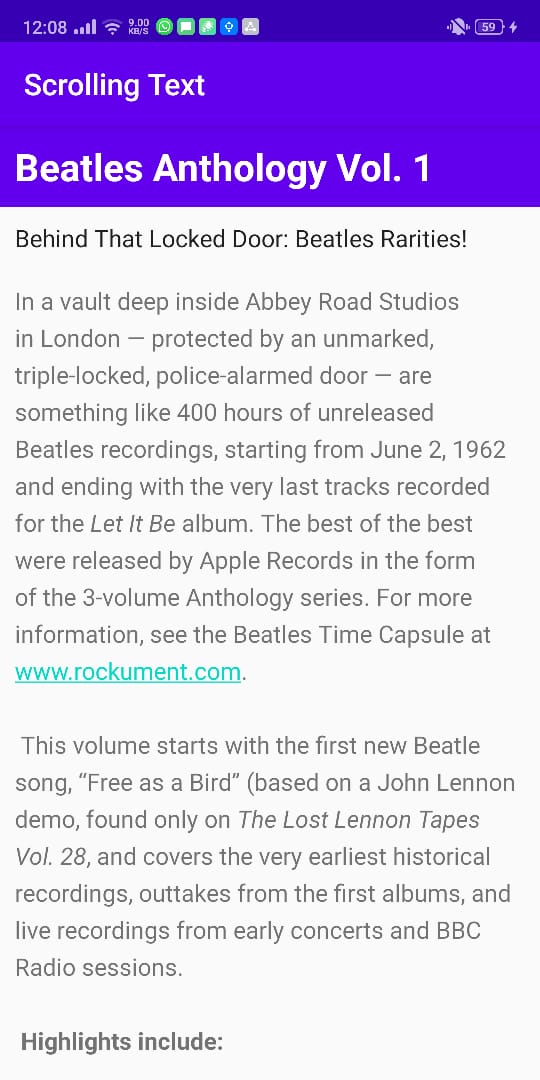 12:08
9.00
KB/S
59
Scrolling Text
Beatles Anthology Vol. 1
Behind That Locked Door: Beatles Rarities!
In a vault deep inside Abbey Road Studios
in London — protected by an unmarked,
triple-locked, police-alarmed door — are
something like 400 hours of unreleased
Beatles recordings, starting from June 2, 1962
and ending with the very last tracks recorded
for the Let It Be album. The best of the best
were released by Apple Records in the form
of the 3-volume Anthology series. For more
information, see the Beatles Time Capsule at
www.rockument.com.
This volume starts with the first new Beatle
song, “Free as a Bird” (based on a John Lennon
demo, found only on The Lost Lennon Tapes
Vol. 28, and covers the very earliest historical
recordings, outtakes from the first albums, and
live recordings from early concerts and BBC
Radio sessions.
Highlights include: